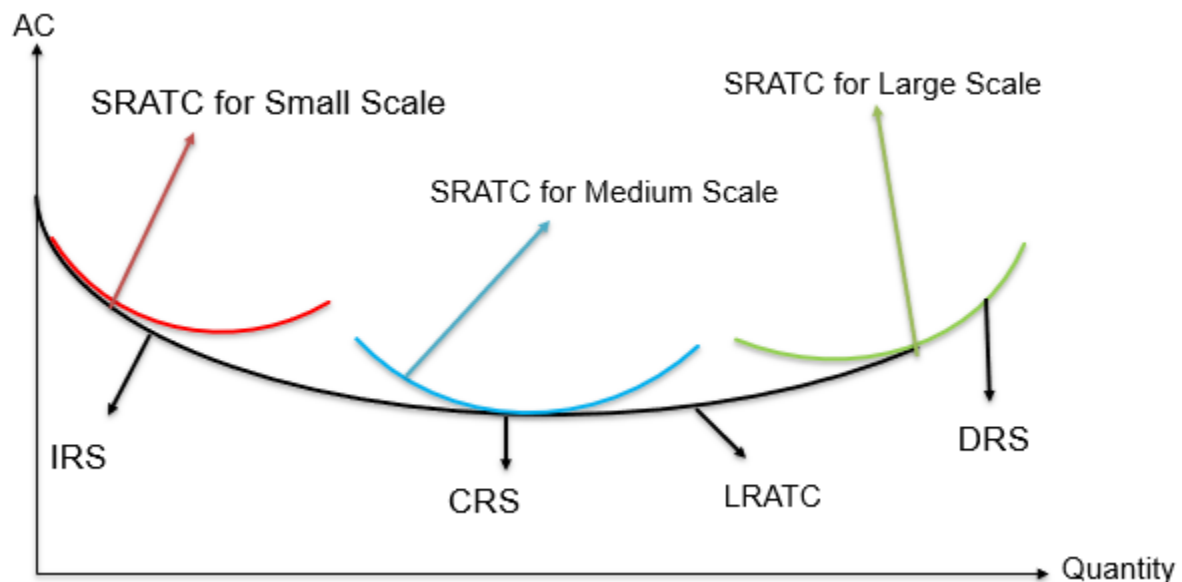 AC
SRATC for Small Scale
SRATC for Large Scale
SRATC for Medium Scale
IRS
CRS
LRATC
DRS
Quantity